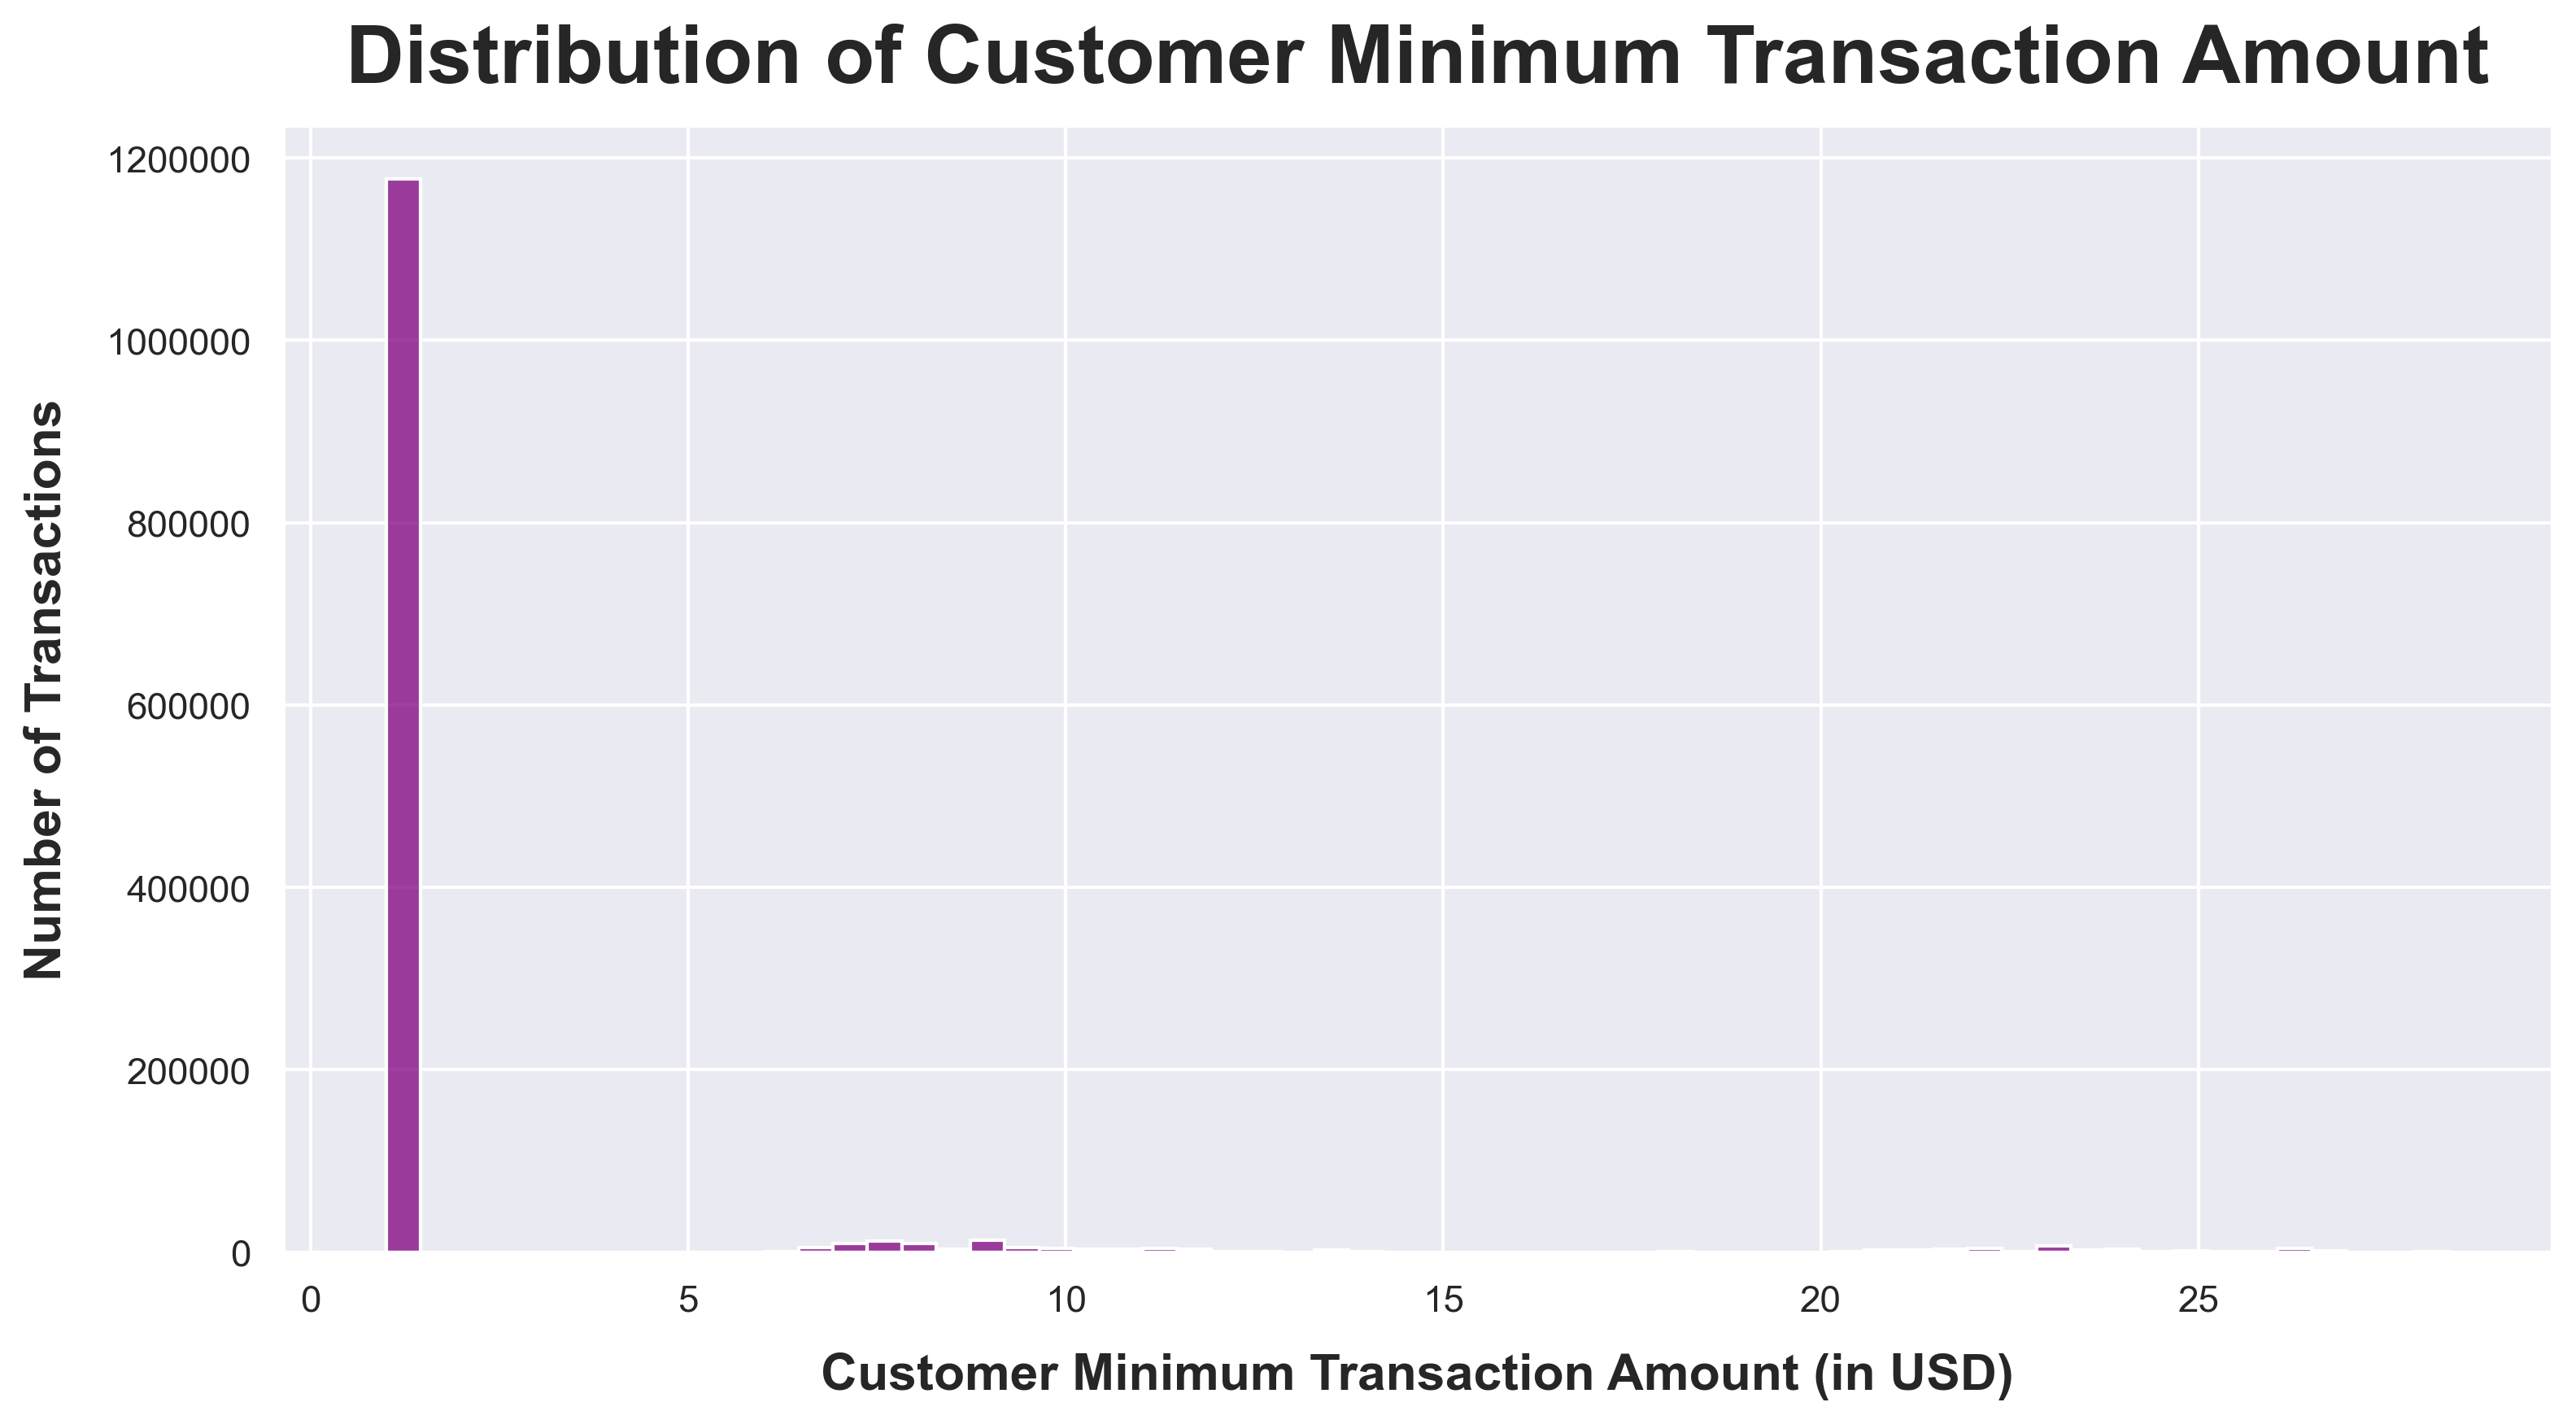 Distribution of Customer Minimum Transaction Amount
1200000
1000000
800000
600000
400000
200000
0
Number of Transactions
0 5 10 15 20 25
Customer Minimum Transaction Amount (in USD)